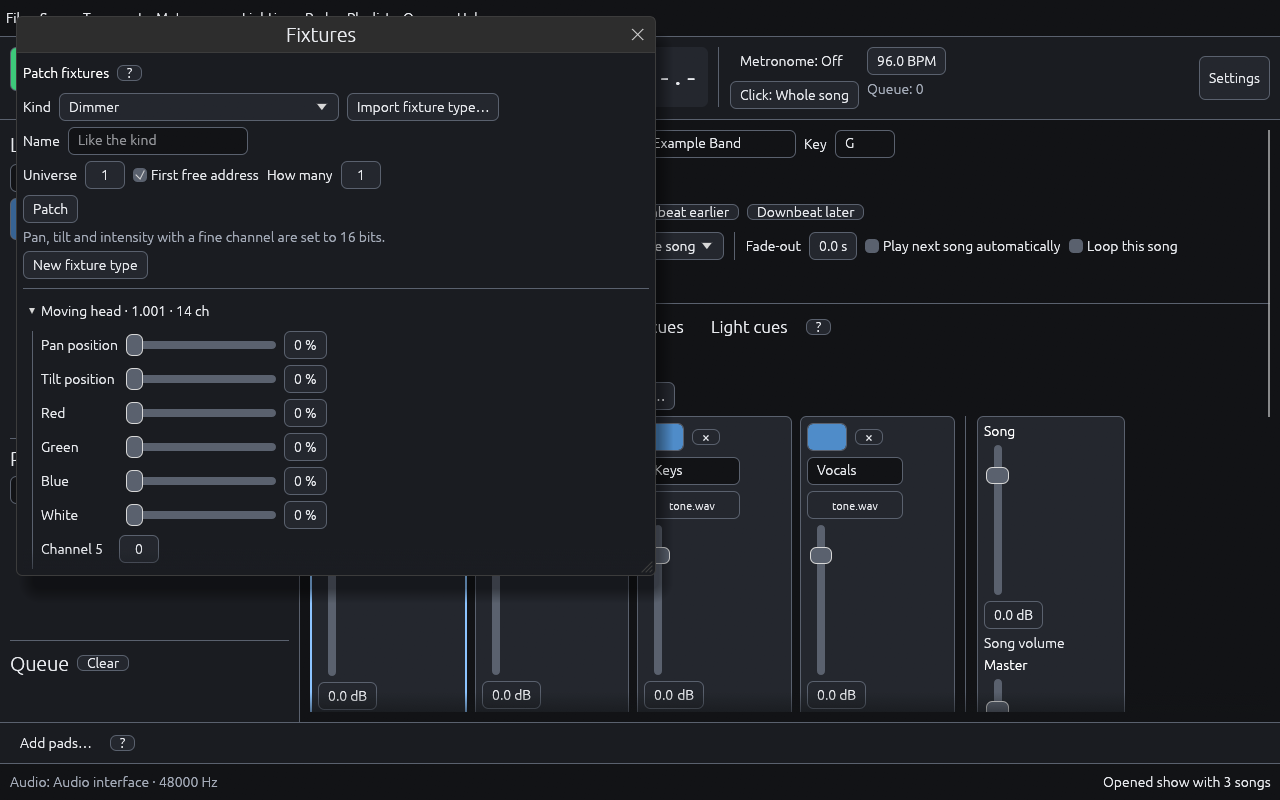 Fixtures
Patch fixtures ?
Kind Dimmer Import fixture type…
Name Like the kind
Universe 1 First free address How many 1
Patch
Pan, tilt and intensity with a fine channel are set to 16 bits.
New fixture type
Moving head · 1.001 · 14 ch
Pan position 0 %
Tilt position 0 %
Red 0 %
Green 0 %
Blue 0 %
White 0 %
Channel 5 0
-.-
Metronome: Off 96.0 BPM
Click: Whole song Queue: 0
Settings
Example Band Key G
beat earlier Downbeat later
song Fade-out 0.0 s Play next song automatically Loop this song
cues Light cues ?
× ×
Keys Vocals
tone.wav tone.wav
Song
0.0 dB
Song volume
Master
0.0 dB 0.0 dB 0.0 dB 0.0 dB
Queue Clear
Add pads… ?
Audio: Audio interface · 48000 Hz Opened show with 3 songs